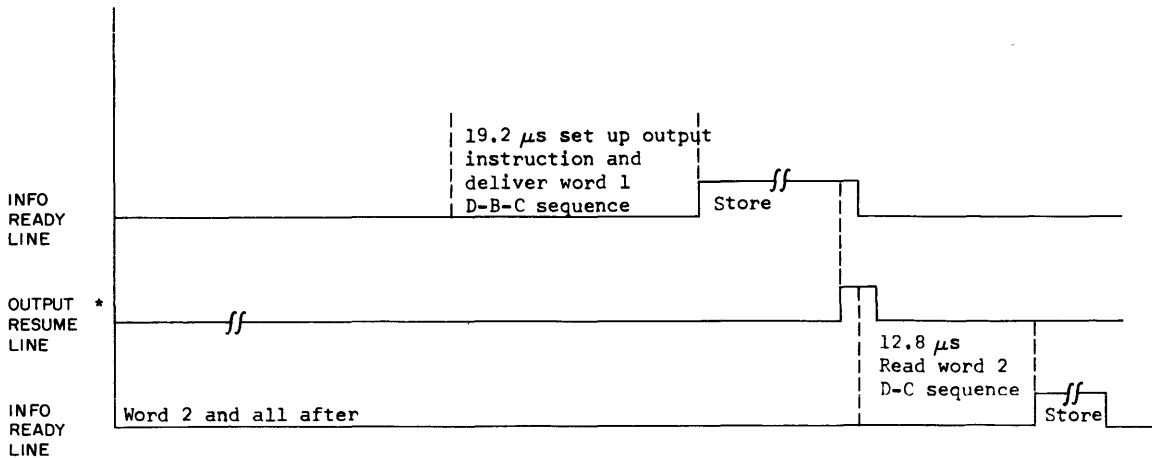 19.2 μs set up output
instruction and
deliver word 1
D-B-C sequence
Store
INFO
READY
LINE
OUTPUT *
RESUME
LINE
12.8 μs
Read word 2
D-C sequence
Word 2 and all after
Store
INFO
READY
LINE